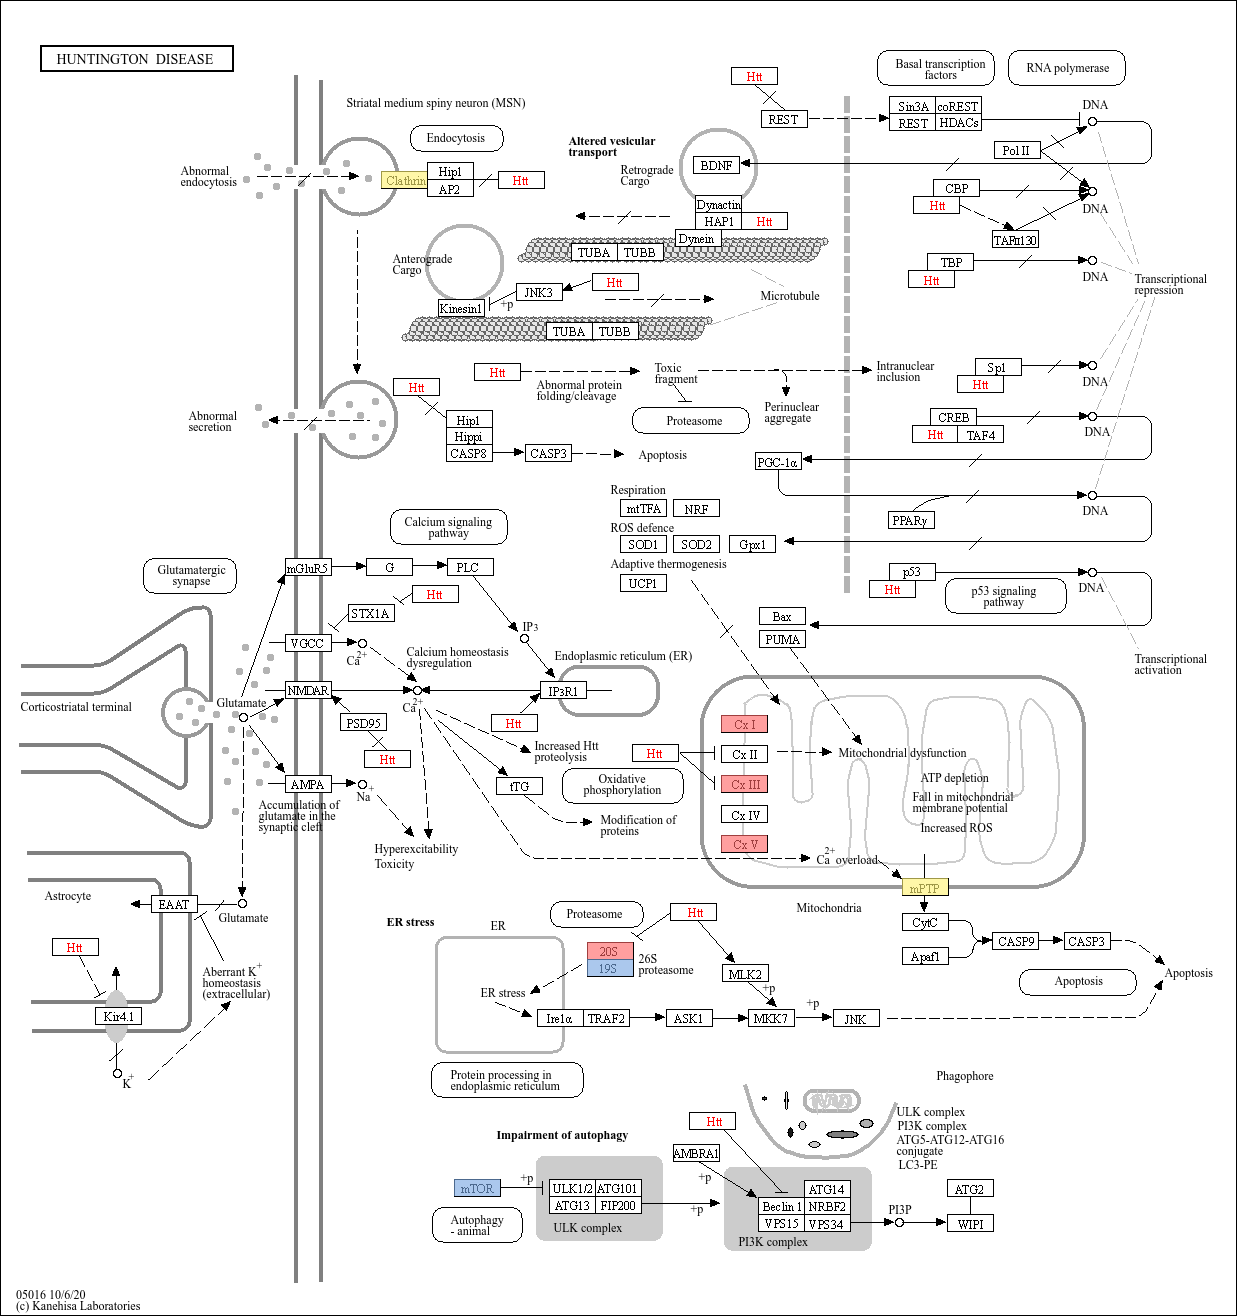 HUNTINGTON DISEASE
Striatal medium spiny neuron (MSN)
Endocytosis
Abnormal
endocytosis
Clathrin
Hip1
AP2
Htt
Altered vesicular
transport
Retrograde
Cargo
BDNF
Dynactin
HAP1
Htt
Dynein
TUBA
TUBB
Anterograde
Cargo
Kinesin1
+p
JNK3
Htt
Microtubule
TUBA
TUBB
Htt
REST
Basal transcription
factors
RNA polymerase
Sin3A
coREST
REST
HDACs
DNA
Pol II
CBP
Htt
TAFII130
DNA
TBP
Htt
DNA
Transcriptional
repression
Sp1
Htt
DNA
CREB
Htt
TAF4
DNA
PGC-1α
PPARγ
DNA
p53
Htt
DNA
p53 signaling
pathway
Transcriptional
activation
Htt
Abnormal protein
folding/cleavage
Toxic
fragment
Proteasome
Perinuclear
aggregate
Intranuclear
inclusion
Abnormal
secretion
Htt
Hip1
Hippi
CASP8
CASP3
Apoptosis
Respiration
mtTFA
NRF
ROS defence
SOD1
SOD2
Gpx1
Adaptive thermogenesis
UCP1
Bax
PUMA
Calcium signaling
pathway
Glutamatergic
synapse
mGluR5
G
PLC
STX1A
Htt
IP3
VGCC
Ca2+
Calcium homeostasis
dysregulation
Endoplasmic reticulum (ER)
NMDAR
Ca2+
IP3R1
Htt
PSD95
Htt
Corticostriatal terminal
Glutamate
AMPA
Na+
Accumulation of
glutamate in the
synaptic cleft
Increased Htt
proteolysis
tTG
Modification of
proteins
Hyperexcitability
Toxicity
Htt
Oxidative
phosphorylation
Cx I
Cx II
Cx III
Cx IV
Cx V
Mitochondrial dysfunction
ATP depletion
Fall in mitochondrial
membrane potential
Increased ROS
Ca2+ overload
mPTP
Mitochondria
CytC
Apaf1
CASP9
CASP3
Apoptosis
Apoptosis
Astrocyte
EAAT
Glutamate
Htt
Kir4.1
K+
Aberrant K+
homeostasis
(extracellular)
ER stress
ER
Proteasome
Htt
20S
19S
26S
proteasome
ER stress
MLK2
+p
Ire1α
TRAF2
ASK1
MKK7
+p
JNK
Protein processing in
endoplasmic reticulum
Phagophore
ULK complex
PI3K complex
ATG5-ATG12-ATG16
conjugate
LC3-PE
Impairment of autophagy
Htt
AMBRA1
+p
mTOR
+p
ULK1/2
ATG101
ATG13
FIP200
ULK complex
+p
ATG14
Beclin 1
NRBF2
VPS15
VPS34
PI3K complex
PI3P
ATG2
WIPI
Autophagy
- animal
05016 10/6/20
(c) Kanehisa Laboratories